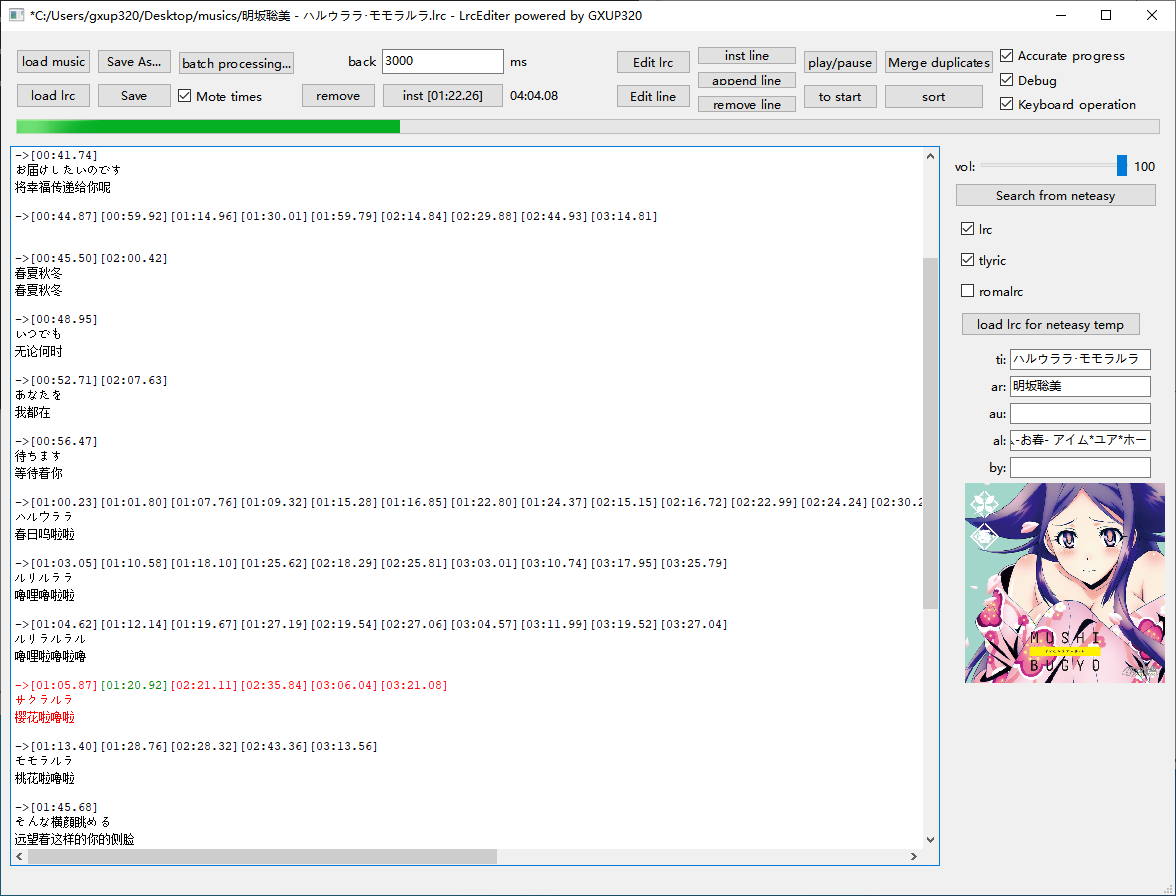 *C:/Users/gxup320/Desktop/musics/明坂聡美 - ハルウララ·モモラルラ.lrc - LrcEditer powered by GXUP320
load music Save As... batch processing... back 3000 ms Edit lrc inst line play/pause Merge duplicates Accurate progress
append line Debug
load lrc Save Mote times remove inst [01:22.26] 04:04.08 Edit line remove line to start sort Keyboard operation
->[00:41.74]
お届けしたいのです
将幸福传递给你呢
->[00:44.87][00:59.92][01:14.96][01:30.01][01:59.79][02:14.84][02:29.88][02:44.93][03:14.81]
->[00:45.50][02:00.42]
春夏秋冬
春夏秋冬
->[00:48.95]
いつでも
无论何时
->[00:52.71][02:07.63]
あなたを
我都在
->[00:56.47]
待ちます
等待着你
->[01:00.23][01:01.80][01:07.76][01:09.32][01:15.28][01:16.85][01:22.80][01:24.37][02:15.15][02:16.72][02:22.99][02:24.24][02:30.2
ハルウララ
春日呜啦啦
->[01:03.05][01:10.58][01:18.10][01:25.62][02:18.29][02:25.81][03:03.01][03:10.74][03:17.95][03:25.79]
ルリルララ
噜哩噜啦啦
->[01:04.62][01:12.14][01:19.67][01:27.19][02:19.54][02:27.06][03:04.57][03:11.99][03:19.52][03:27.04]
ルリラルラル
噜哩啦噜啦噜
->[01:05.87][01:20.92][02:21.11][02:35.84][03:06.04][03:21.08]
サクラルラ
樱花啦噜啦
->[01:13.40][01:28.76][02:28.32][02:43.36][03:13.56]
モモラルラ
桃花啦噜啦
->[01:45.68]
そんな横顔眺める
远望着这样的你的侧脸
vol: 100
Search from neteasy
lrc
tlyric
romalrc
load lrc for neteasy temp
ti: ハルウララ·モモラルラ
ar: 明坂聡美
au:
al: -お春- アイム*ユア*ホー
by:
MUSHI
BUGYO